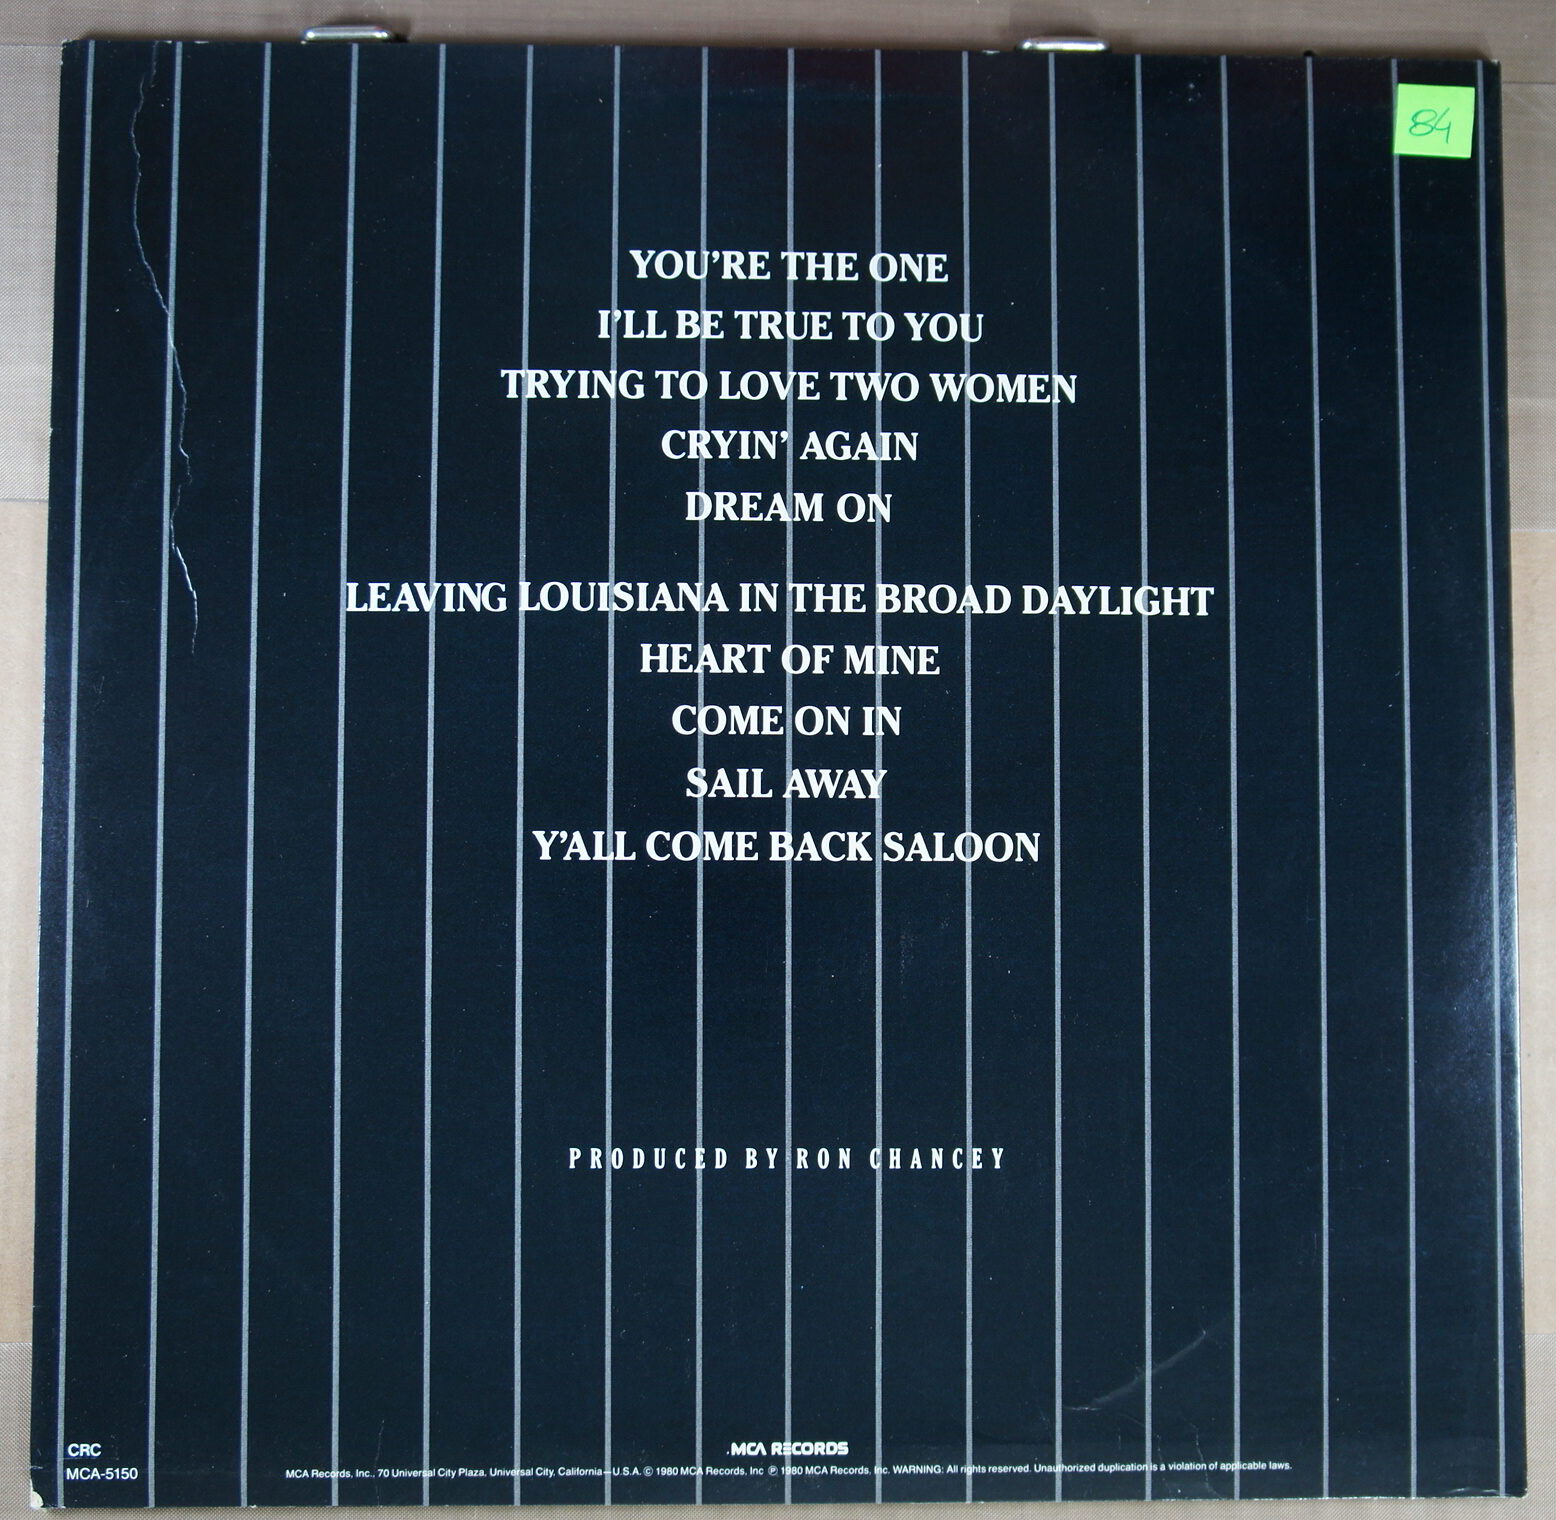 84
YOU'RE THE ONE
I'LL BE TRUE TO YOU
TRYING TO LOVE TWO WOMEN
CRYIN' AGAIN
DREAM ON
LEAVING LOUISIANA IN THE BROAD DAYLIGHT
HEART OF MINE
COME ON IN
SAIL AWAY
Y'ALL COME BACK SALOON
PRODUCED BY RON CHANCEY
CRC
MCA RECORDS
MCA-5150
MCA Records, Inc., 70 Universal City Plaza, Universal City, California—U.S.A. © 1980 MCA Records, Inc ℗ 1980 MCA Records, Inc. WARNING: All rights reserved. Unauthorized duplication is a violation of applicable laws.